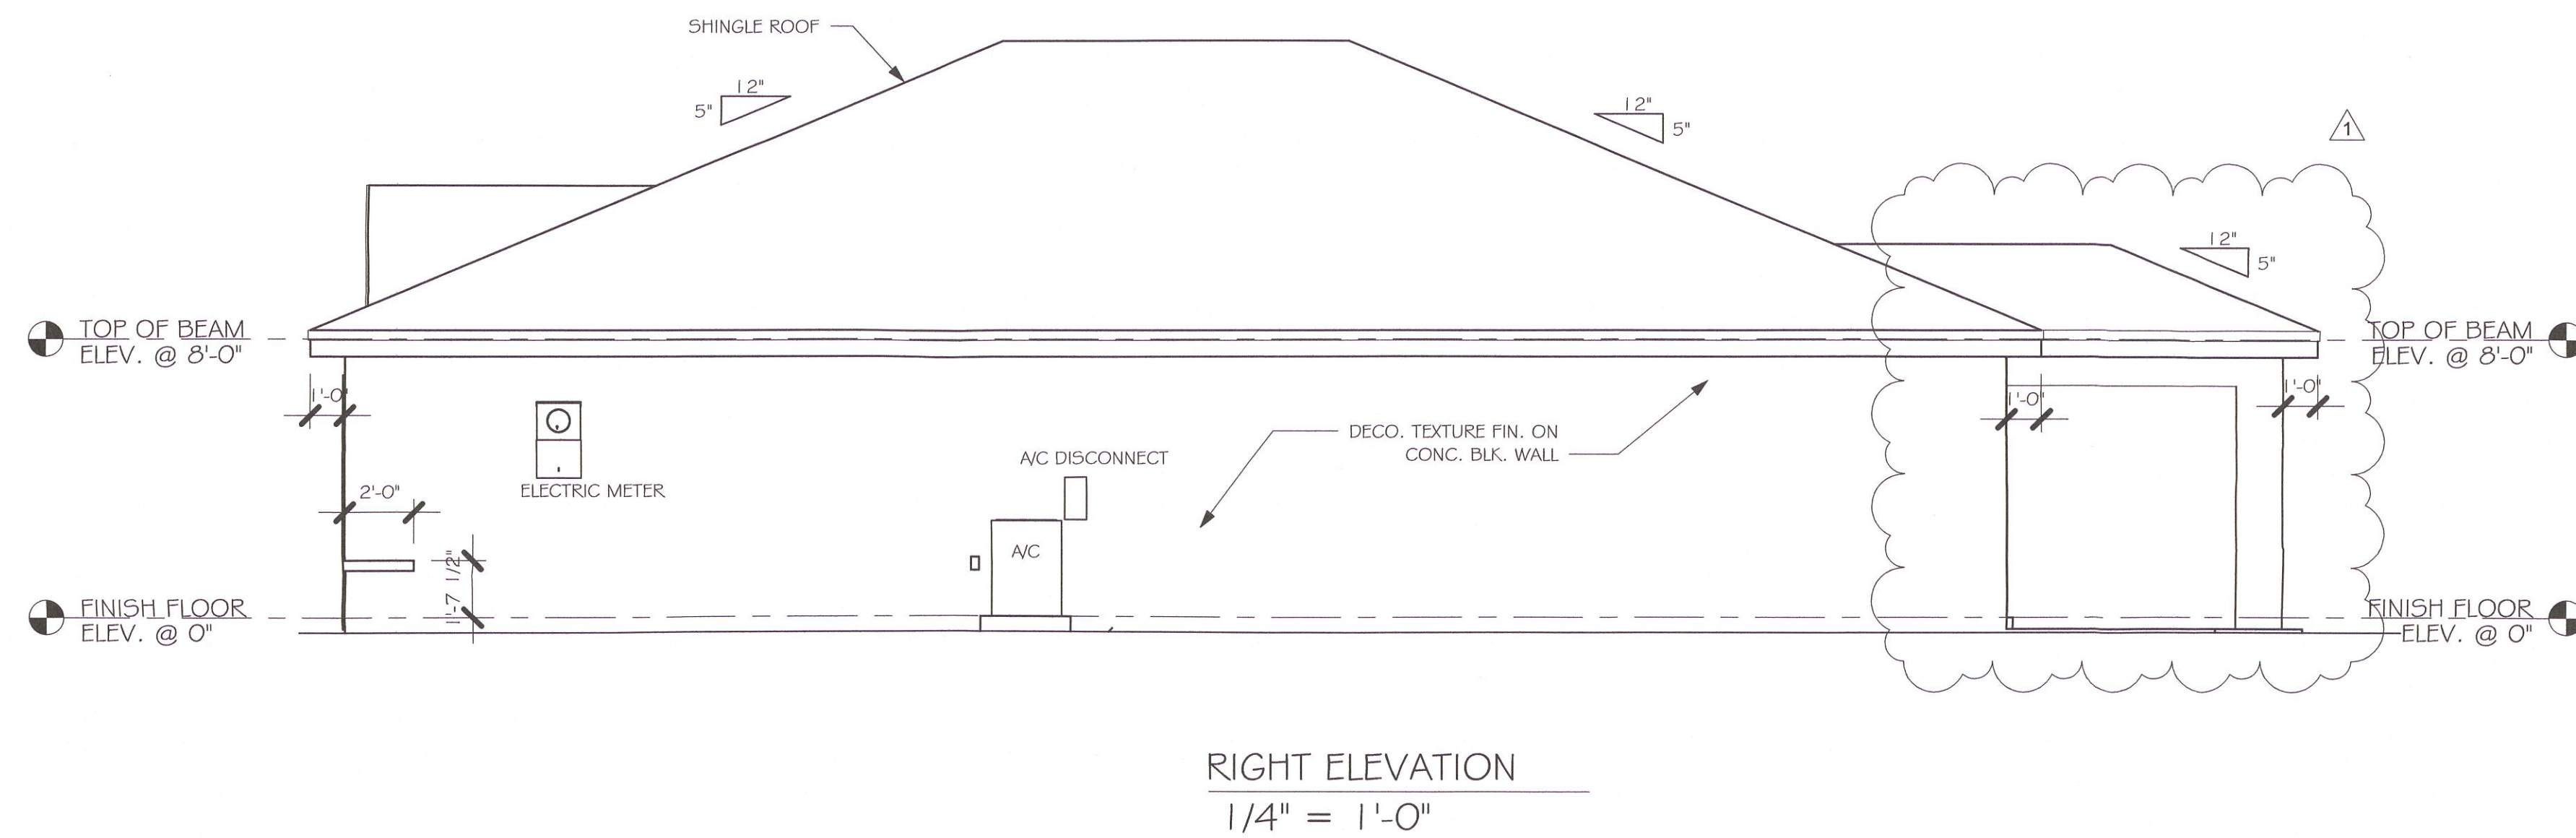 SHINGLE ROOF
12"
5"
12"
5"
1
12"
5"
TOP OF BEAM
ELEV. @ 8'-0"
TOP OF BEAM
ELEV. @ 8'-0"
1'-0"
1'-0"
1'-0"
DECO. TEXTURE FIN. ON
CONC. BLK. WALL
A/C DISCONNECT
ELECTRIC METER
2'-0"
A/C
1'-7 1/2"
FINISH FLOOR
ELEV. @ 0"
FINISH FLOOR
ELEV. @ 0"
RIGHT ELEVATION
1/4" = 1'-0"